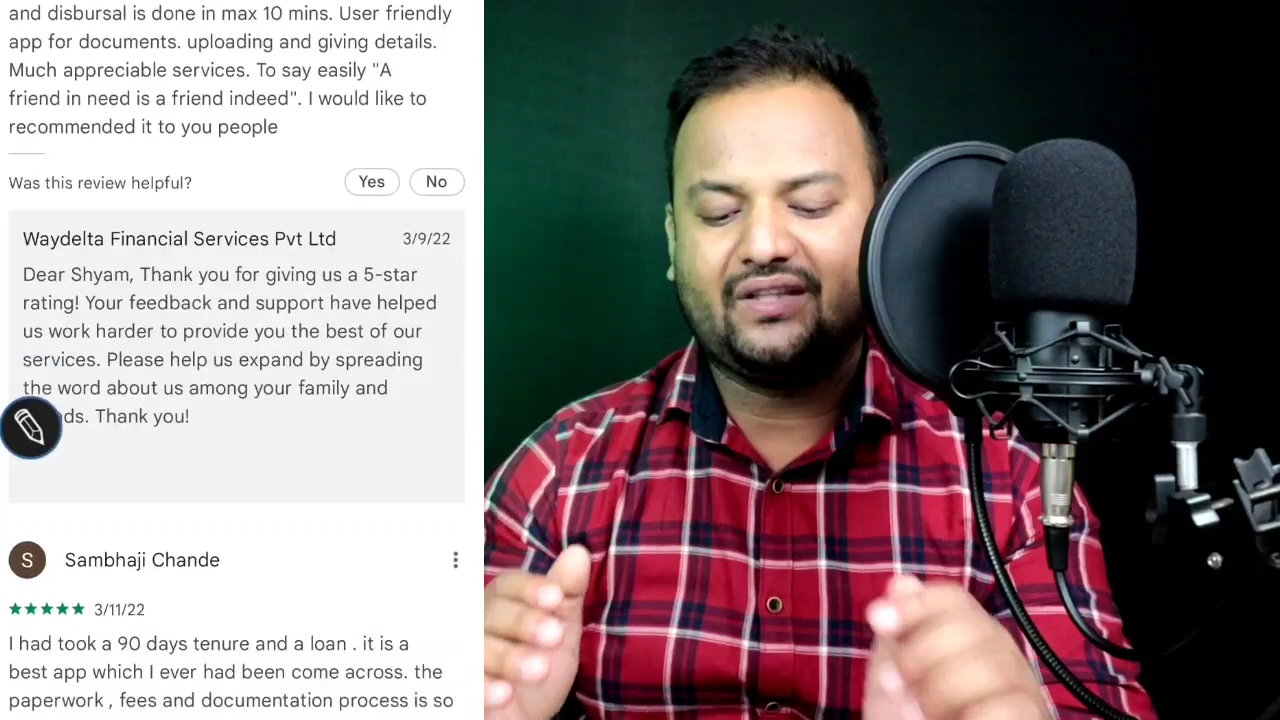 and disbursal is done in max 10 mins. User friendly
app for documents. uploading and giving details.
Much appreciable services. To say easily "A
friend in need is a friend indeed". I would like to
recommended it to you people
Was this review helpful?
Yes
No
Waydelta Financial Services Pvt Ltd
3/9/22
Dear Shyam, Thank you for giving us a 5-star
rating! Your feedback and support have helped
us work harder to provide you the best of our
services. Please help us expand by spreading
the word about us among your family and
ds. Thank you!
S
Sambhaji Chande
3/11/22
I had took a 90 days tenure and a loan . it is a
best app which I ever had been come across. the
paperwork , fees and documentation process is so